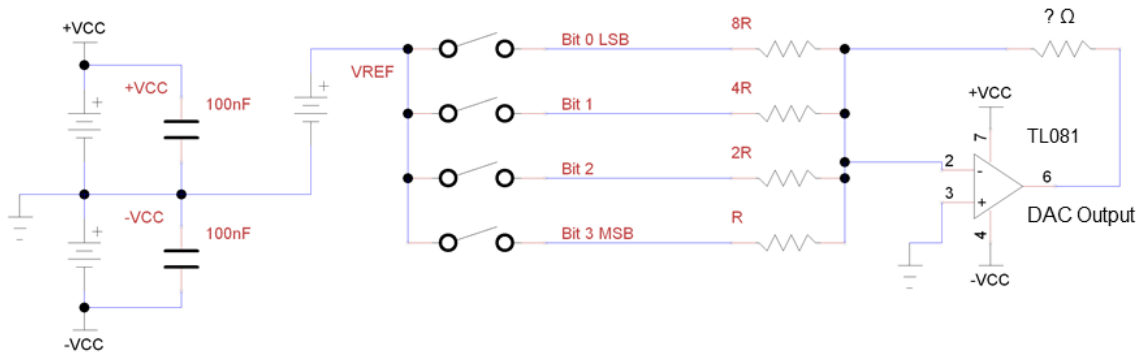 +VCC
+VCC
100nF
-VCC
100nF
-VCC
+
+
+
VREF
Bit 0 LSB
8R
Bit 1
4R
Bit 2
2R
Bit 3 MSB
R
? Ω
+VCC
7
TL081
2
-
3
+
6
DAC Output
4
-VCC